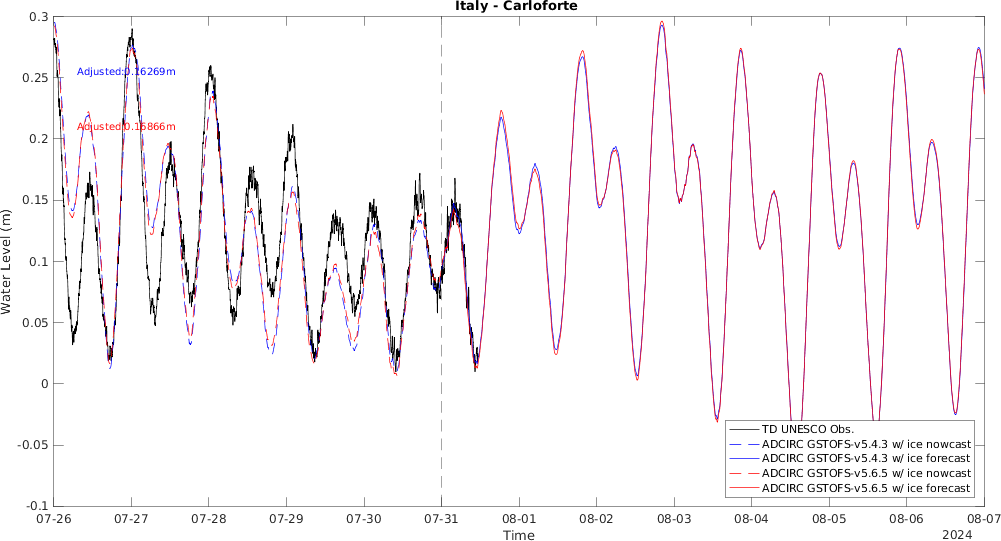 Italy - Carloforte
0.3
0.25
0.2
0.15
0.1
0.05
0
-0.05
-0.1
Water Level (m)
Adjusted:0.16269m
Adjusted:0.16866m
TD UNESCO Obs.
ADCIRC GSTOFS-v5.4.3 w/ ice nowcast
ADCIRC GSTOFS-v5.4.3 w/ ice forecast
ADCIRC GSTOFS-v5.6.5 w/ ice nowcast
ADCIRC GSTOFS-v5.6.5 w/ ice forecast
07-26 07-27 07-28 07-29 07-30 07-31 08-01 08-02 08-03 08-04 08-05 08-06 08-07
Time
2024